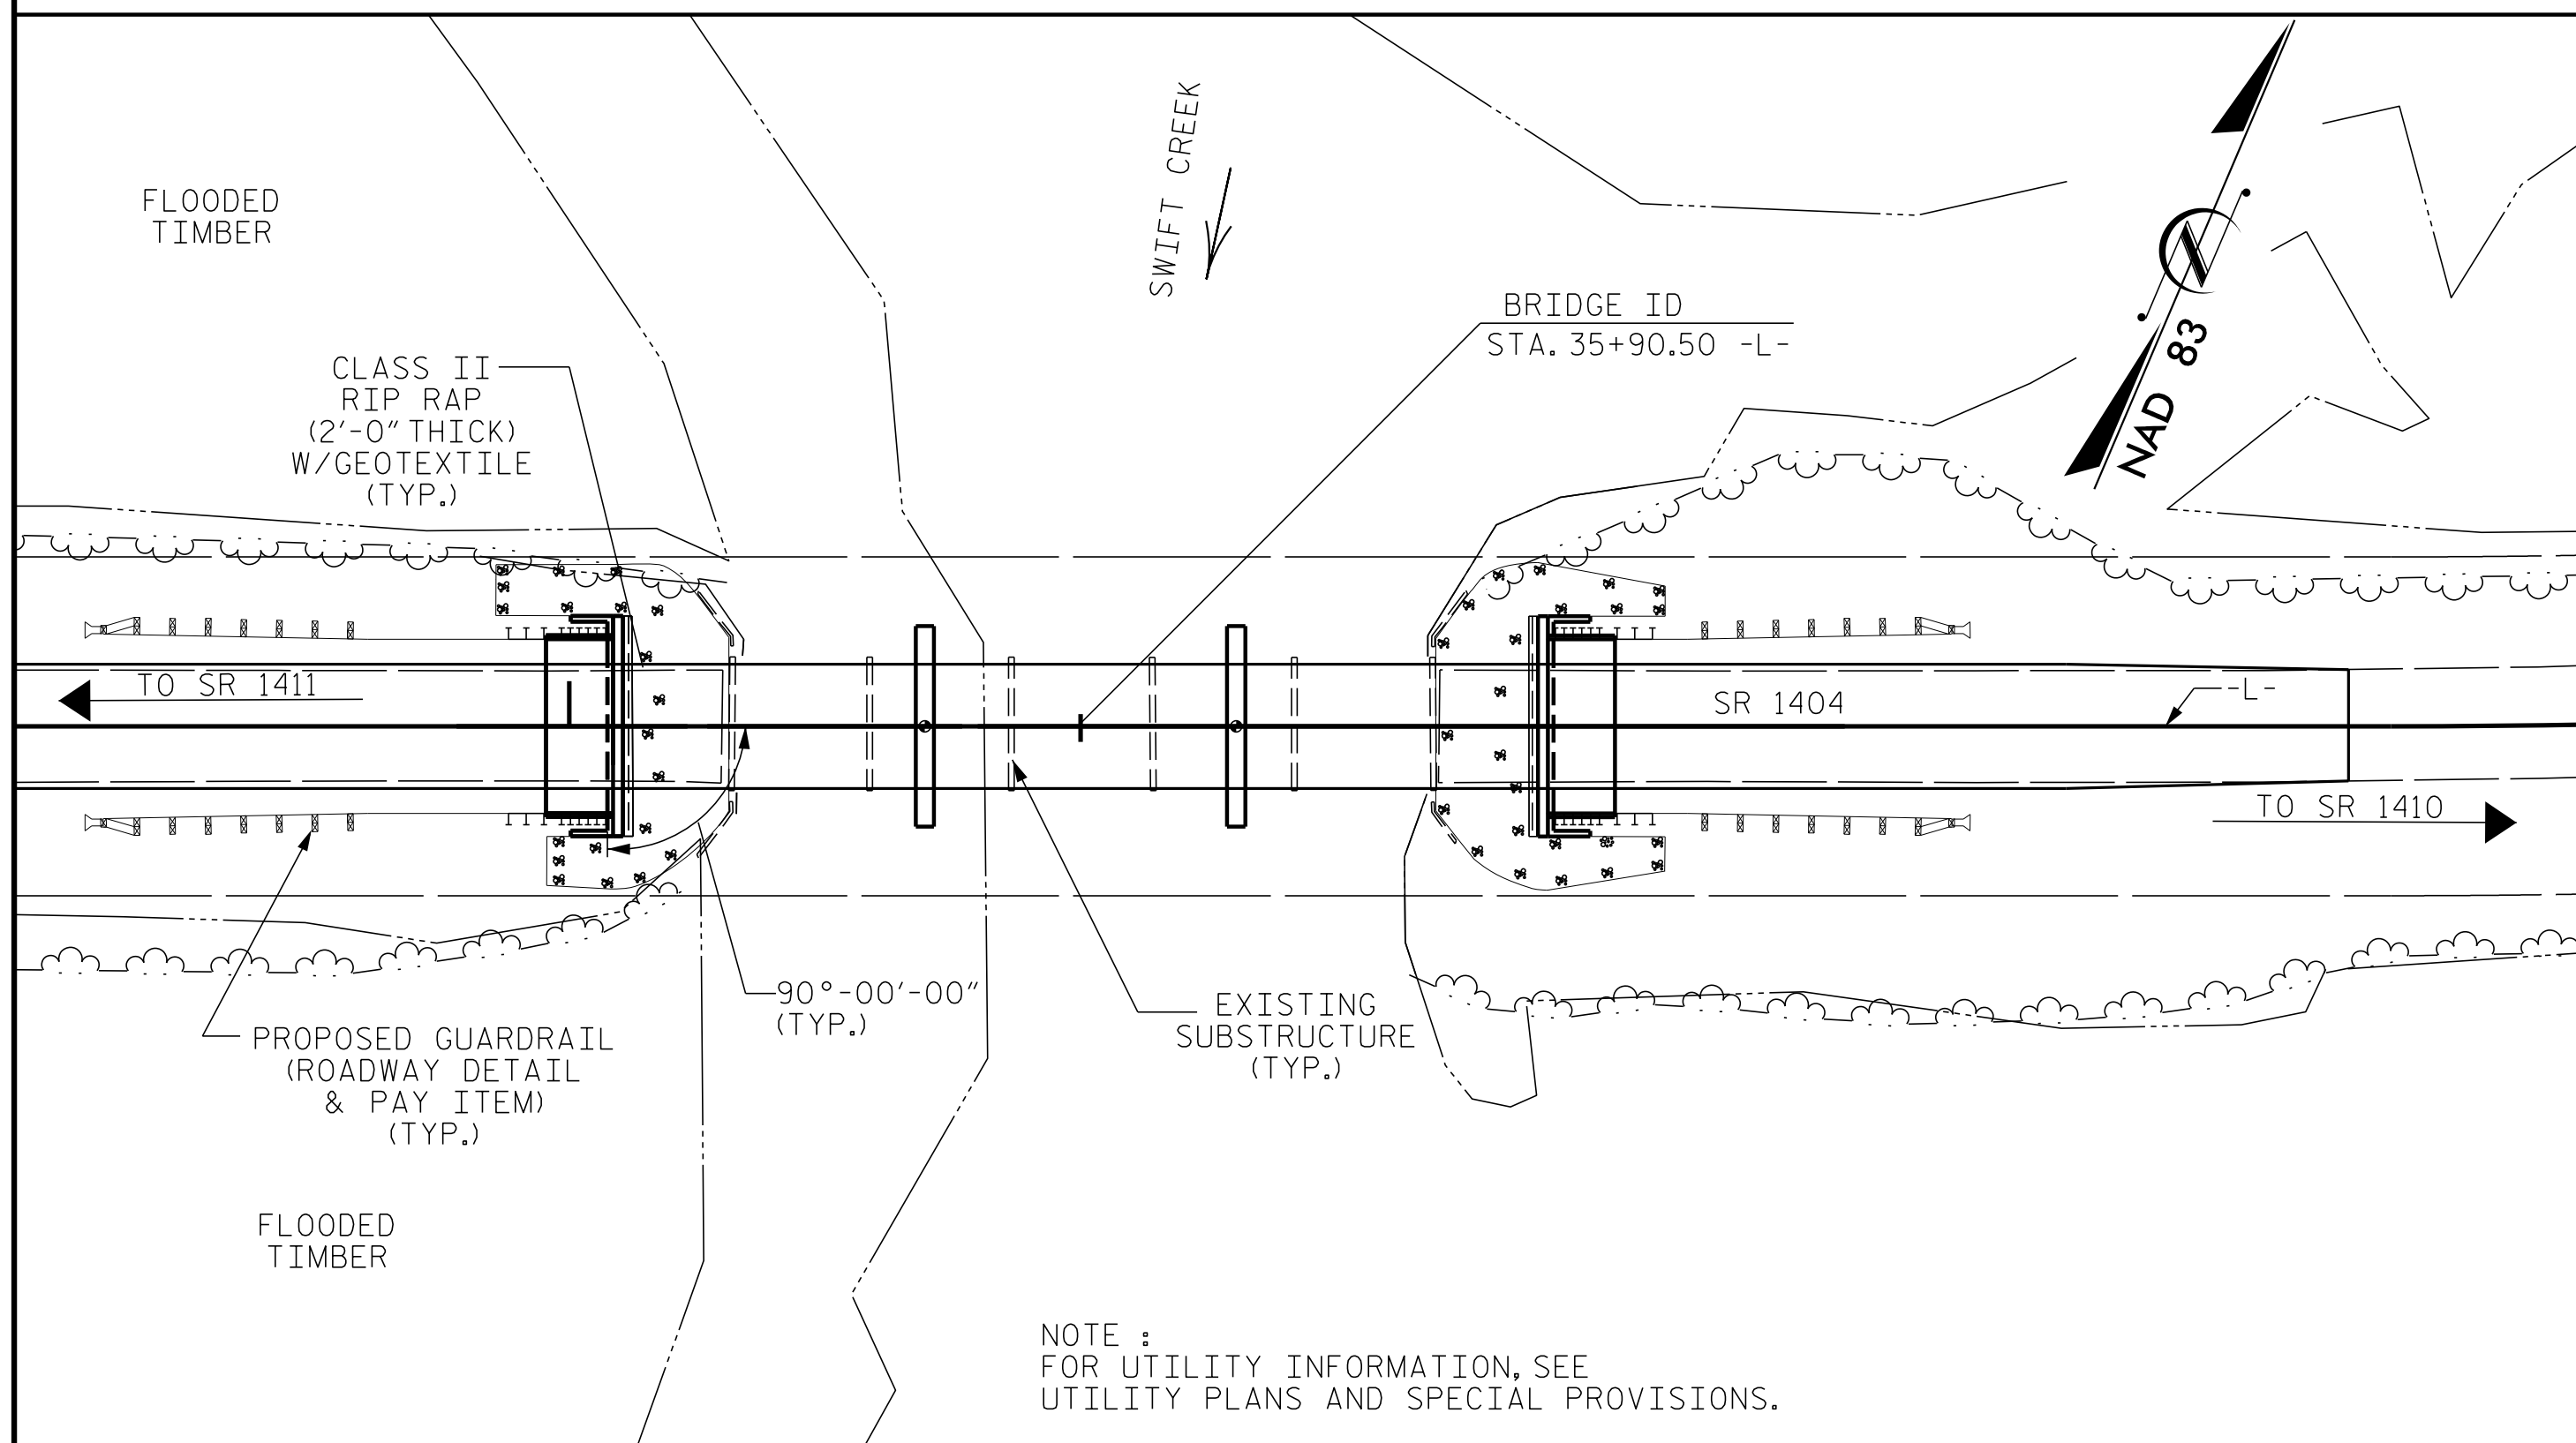 SWIFT CREEK
FLOODED
TIMBER
BRIDGE ID
STA. 35+90.50 -L-
NAD 83
CLASS II
RIP RAP
(2'-0" THICK)
W/GEOTEXTILE
(TYP.)
TO SR 1411
SR 1404
-L-
TO SR 1410
90°-00'-00"
(TYP.)
EXISTING
SUBSTRUCTURE
(TYP.)
PROPOSED GUARDRAIL
(ROADWAY DETAIL
& PAY ITEM)
(TYP.)
FLOODED
TIMBER
NOTE :
FOR UTILITY INFORMATION, SEE
UTILITY PLANS AND SPECIAL PROVISIONS.